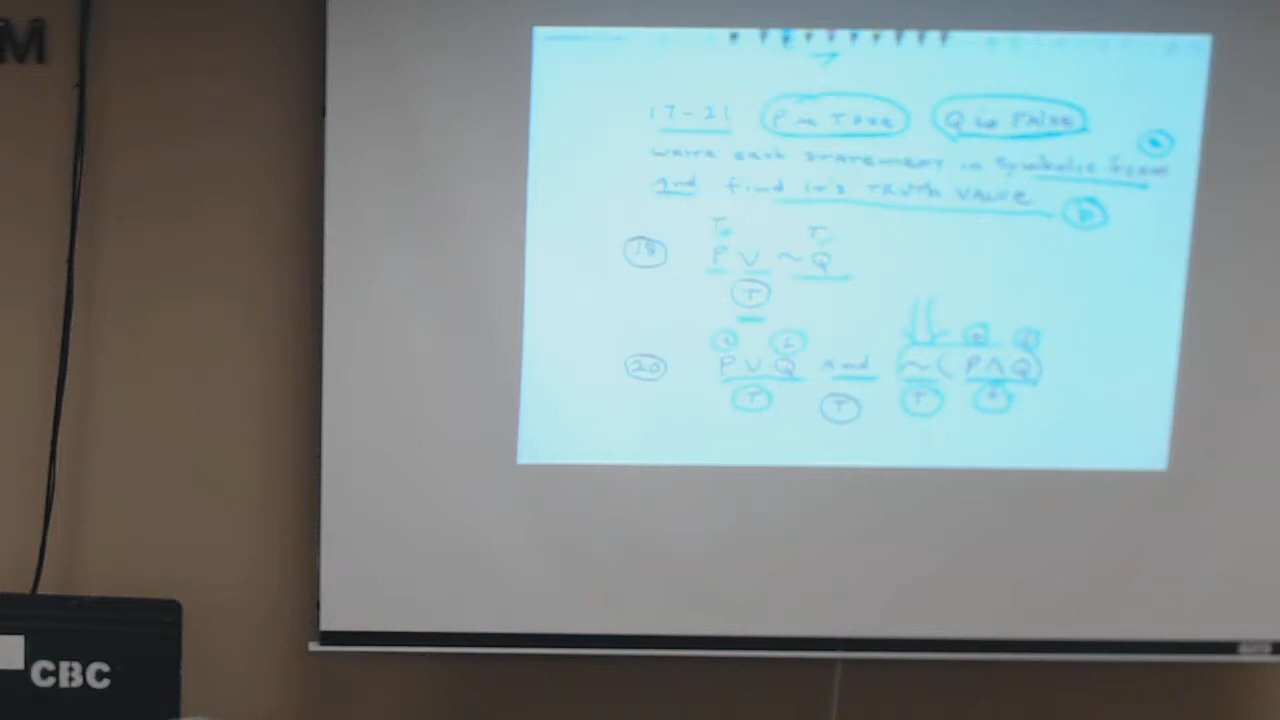 M
17-21 P is TRUE Q is FALSE
write each STATEMENT in Symbolic form a
And find it's TRUTH VALUE b
T T
19 P V ~ Q
T
20 P V Q And ~ ( P ∧ Q )
T T T
CBC